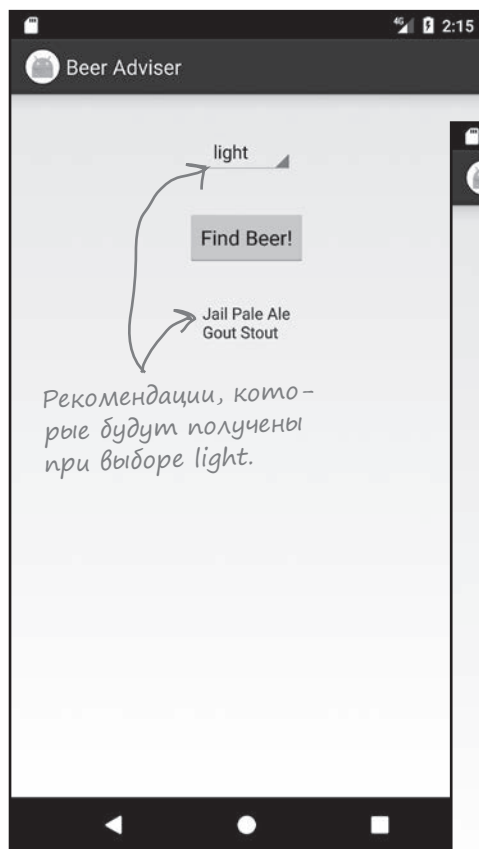 4G 2:15
Beer Adviser
light
Find Beer!
Jail Pale Ale
Gout Stout
Рекомендации, кото-
рые будут получены
при выборе light.